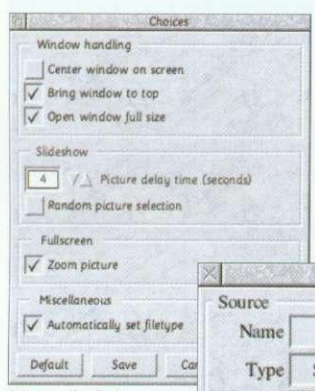 Choices
Window handling
Center window on screen
Bring window to top
Open window full size
Slideshow
4 Picture delay time (seconds)
Random picture selection
Fullscreen
Zoom picture
Miscellaneous
Automatically set filetype
Default Save
Source
Name
Type